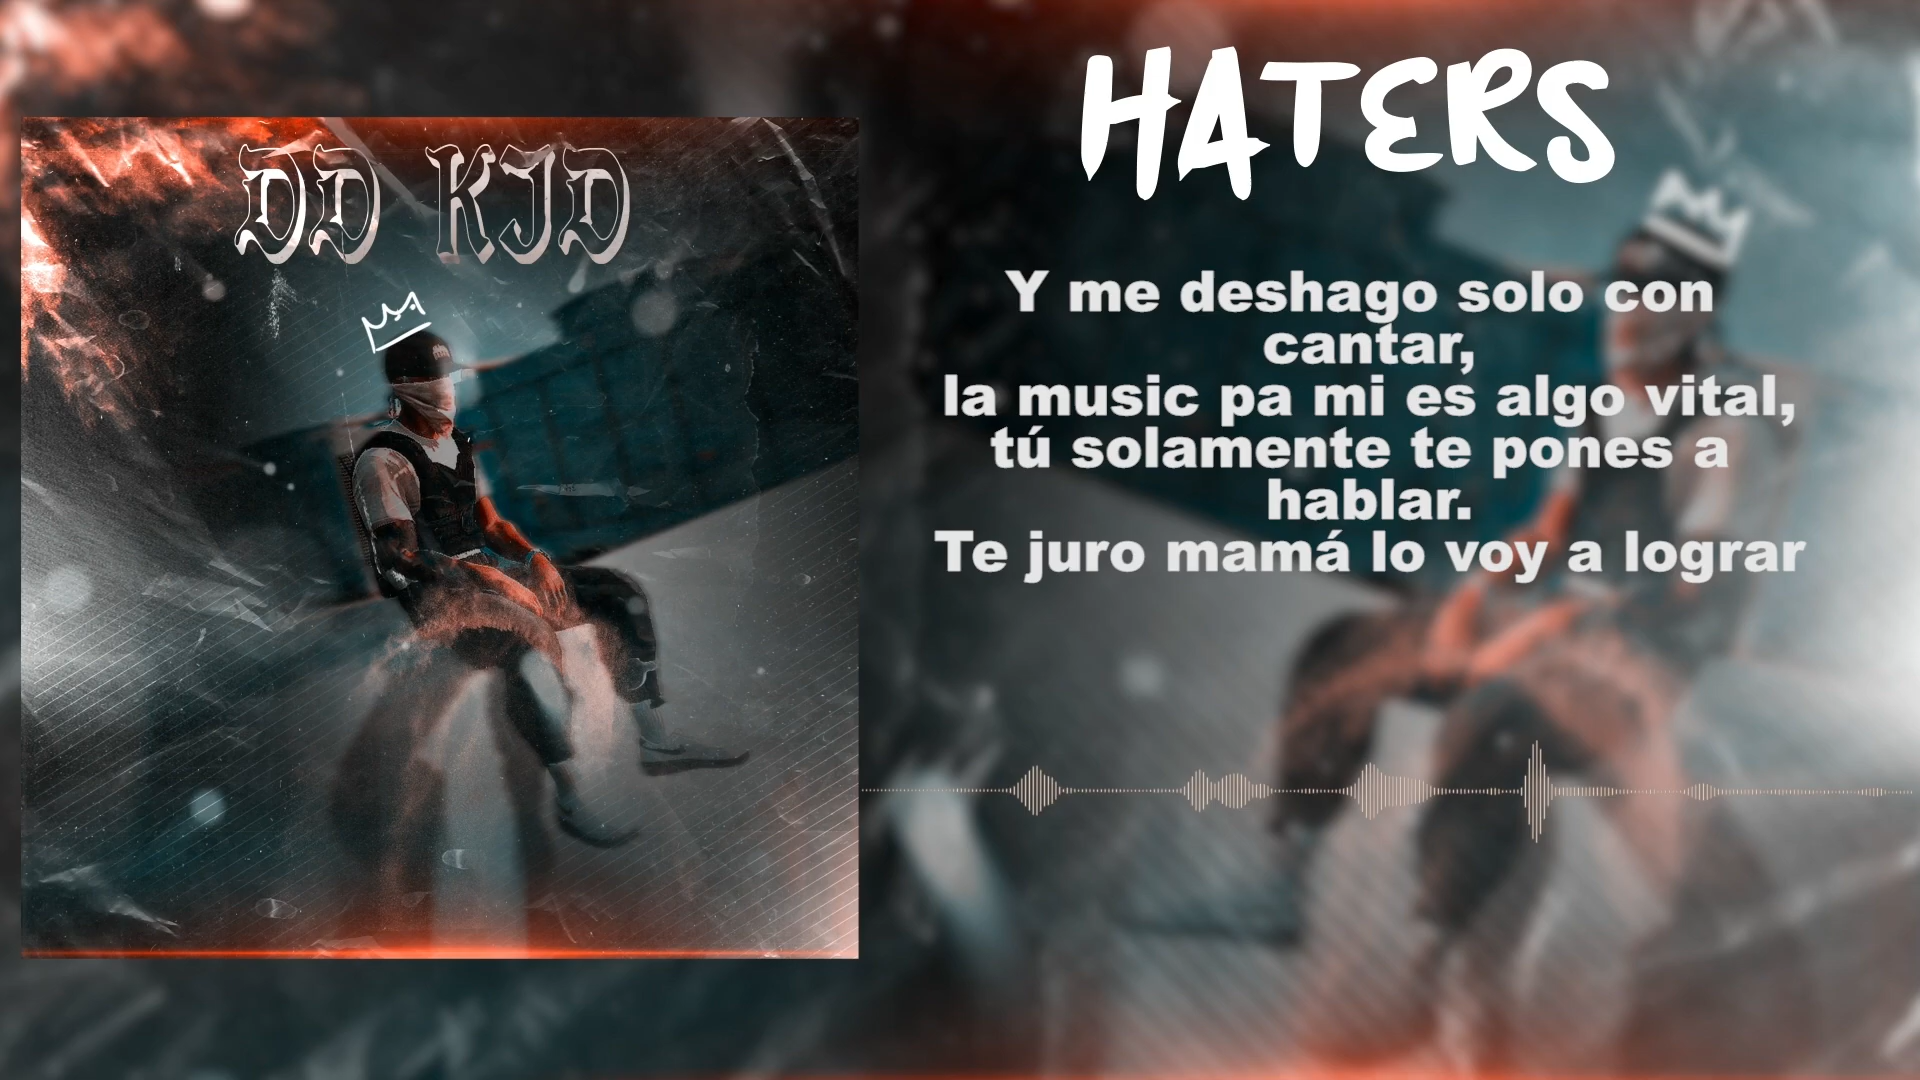 DD KID
HATERS
Y me deshago solo con
cantar,
la music pa mi es algo vital,
tú solamente te pones a
hablar.
Te juro mamá lo voy a lograr